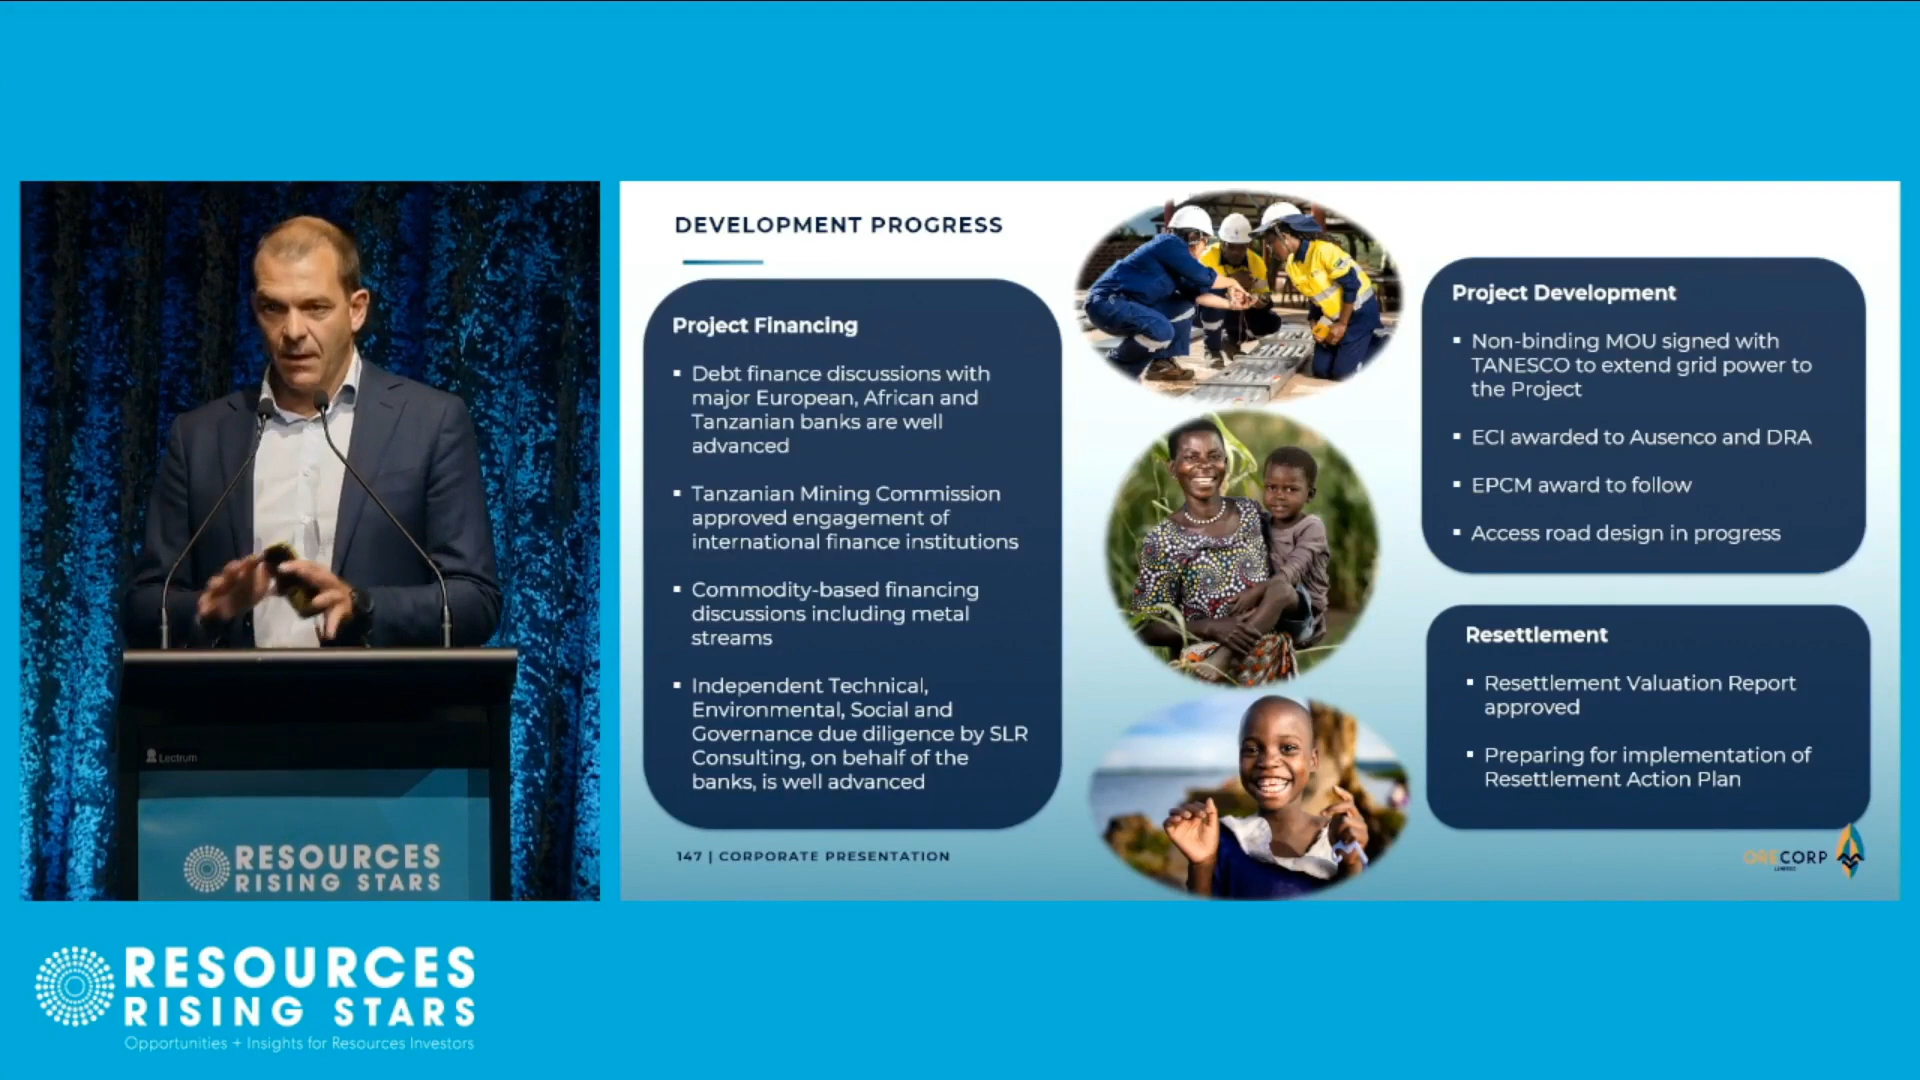 DEVELOPMENT PROGRESS
Project Financing
▪ Debt finance discussions with
major European, African and
Tanzanian banks are well
advanced
▪ Tanzanian Mining Commission
approved engagement of
international finance institutions
▪ Commodity-based financing
discussions including metal
streams
▪ Independent Technical,
Environmental, Social and
Governance due diligence by SLR
Consulting, on behalf of the
banks, is well advanced
147 | CORPORATE PRESENTATION
Project Development
▪ Non-binding MOU signed with
TANESCO to extend grid power to
the Project
▪ ECI awarded to Ausenco and DRA
▪ EPCM award to follow
▪ Access road design in progress
Resettlement
▪ Resettlement Valuation Report
approved
▪ Preparing for implementation of
Resettlement Action Plan
ORECORP
LIMITED
Lectrum
RESOURCES
RISING STARS
RESOURCES
RISING STARS
Opportunities + Insights for Resources Investors